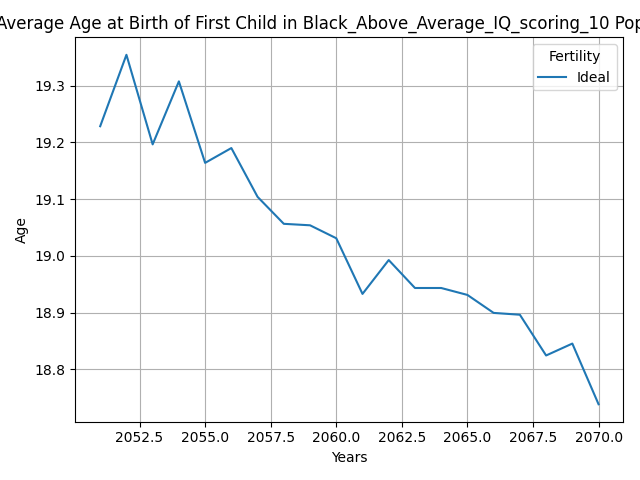 Average Age at Birth of First Child in Black_Above_Average_IQ_scoring_10 Pop
Fertility
Ideal
19.3
19.2
19.1
19.0
18.9
18.8
Age
2052.5 2055.0 2057.5 2060.0 2062.5 2065.0 2067.5 2070.0
Years